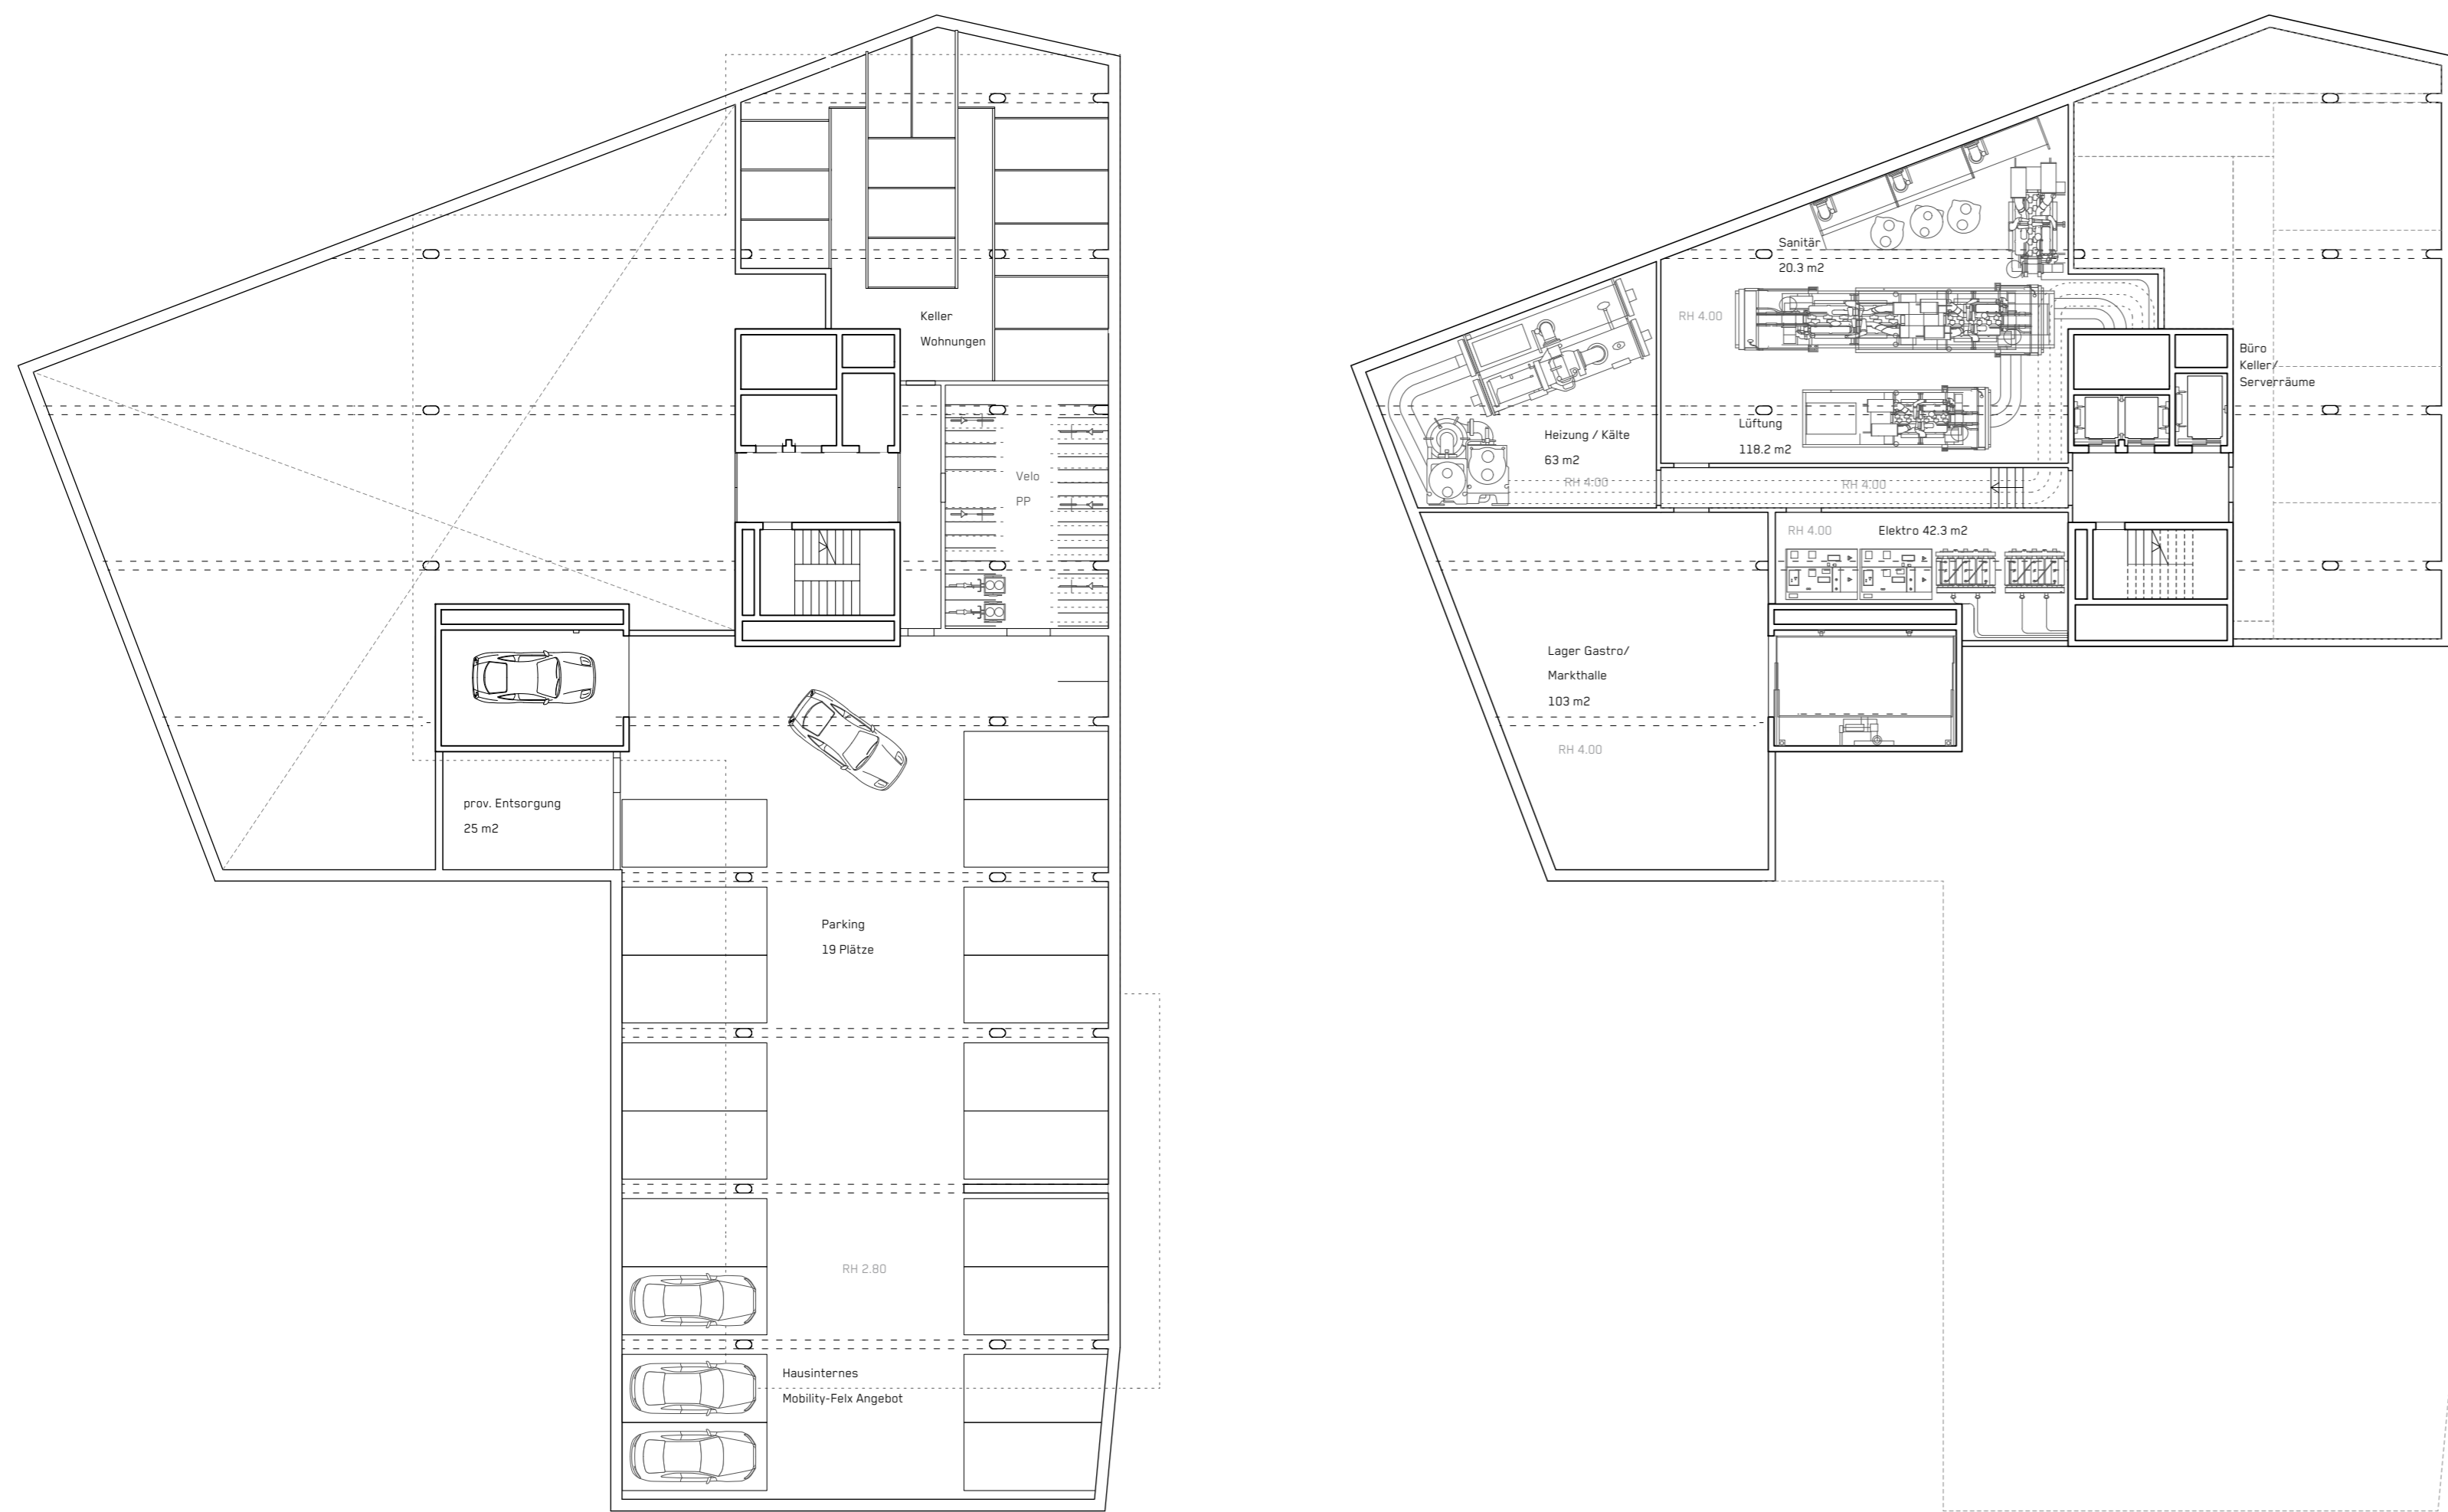 Keller
Wohnungen
Velo
PP
prov. Entsorgung
25 m2
Parking
19 Plätze
RH 2.80
Hausinternes
Mobility-Felx Angebot
Sanitär
20.3 m2
RH 4.00
Büro
Keller/
Serverräume
Lüftung
118.2 m2
Heizung / Kälte
63 m2
RH 4.00
RH 4.00
RH 4.00
Elektro 42.3 m2
Lager Gastro/
Markthalle
103 m2
RH 4.00